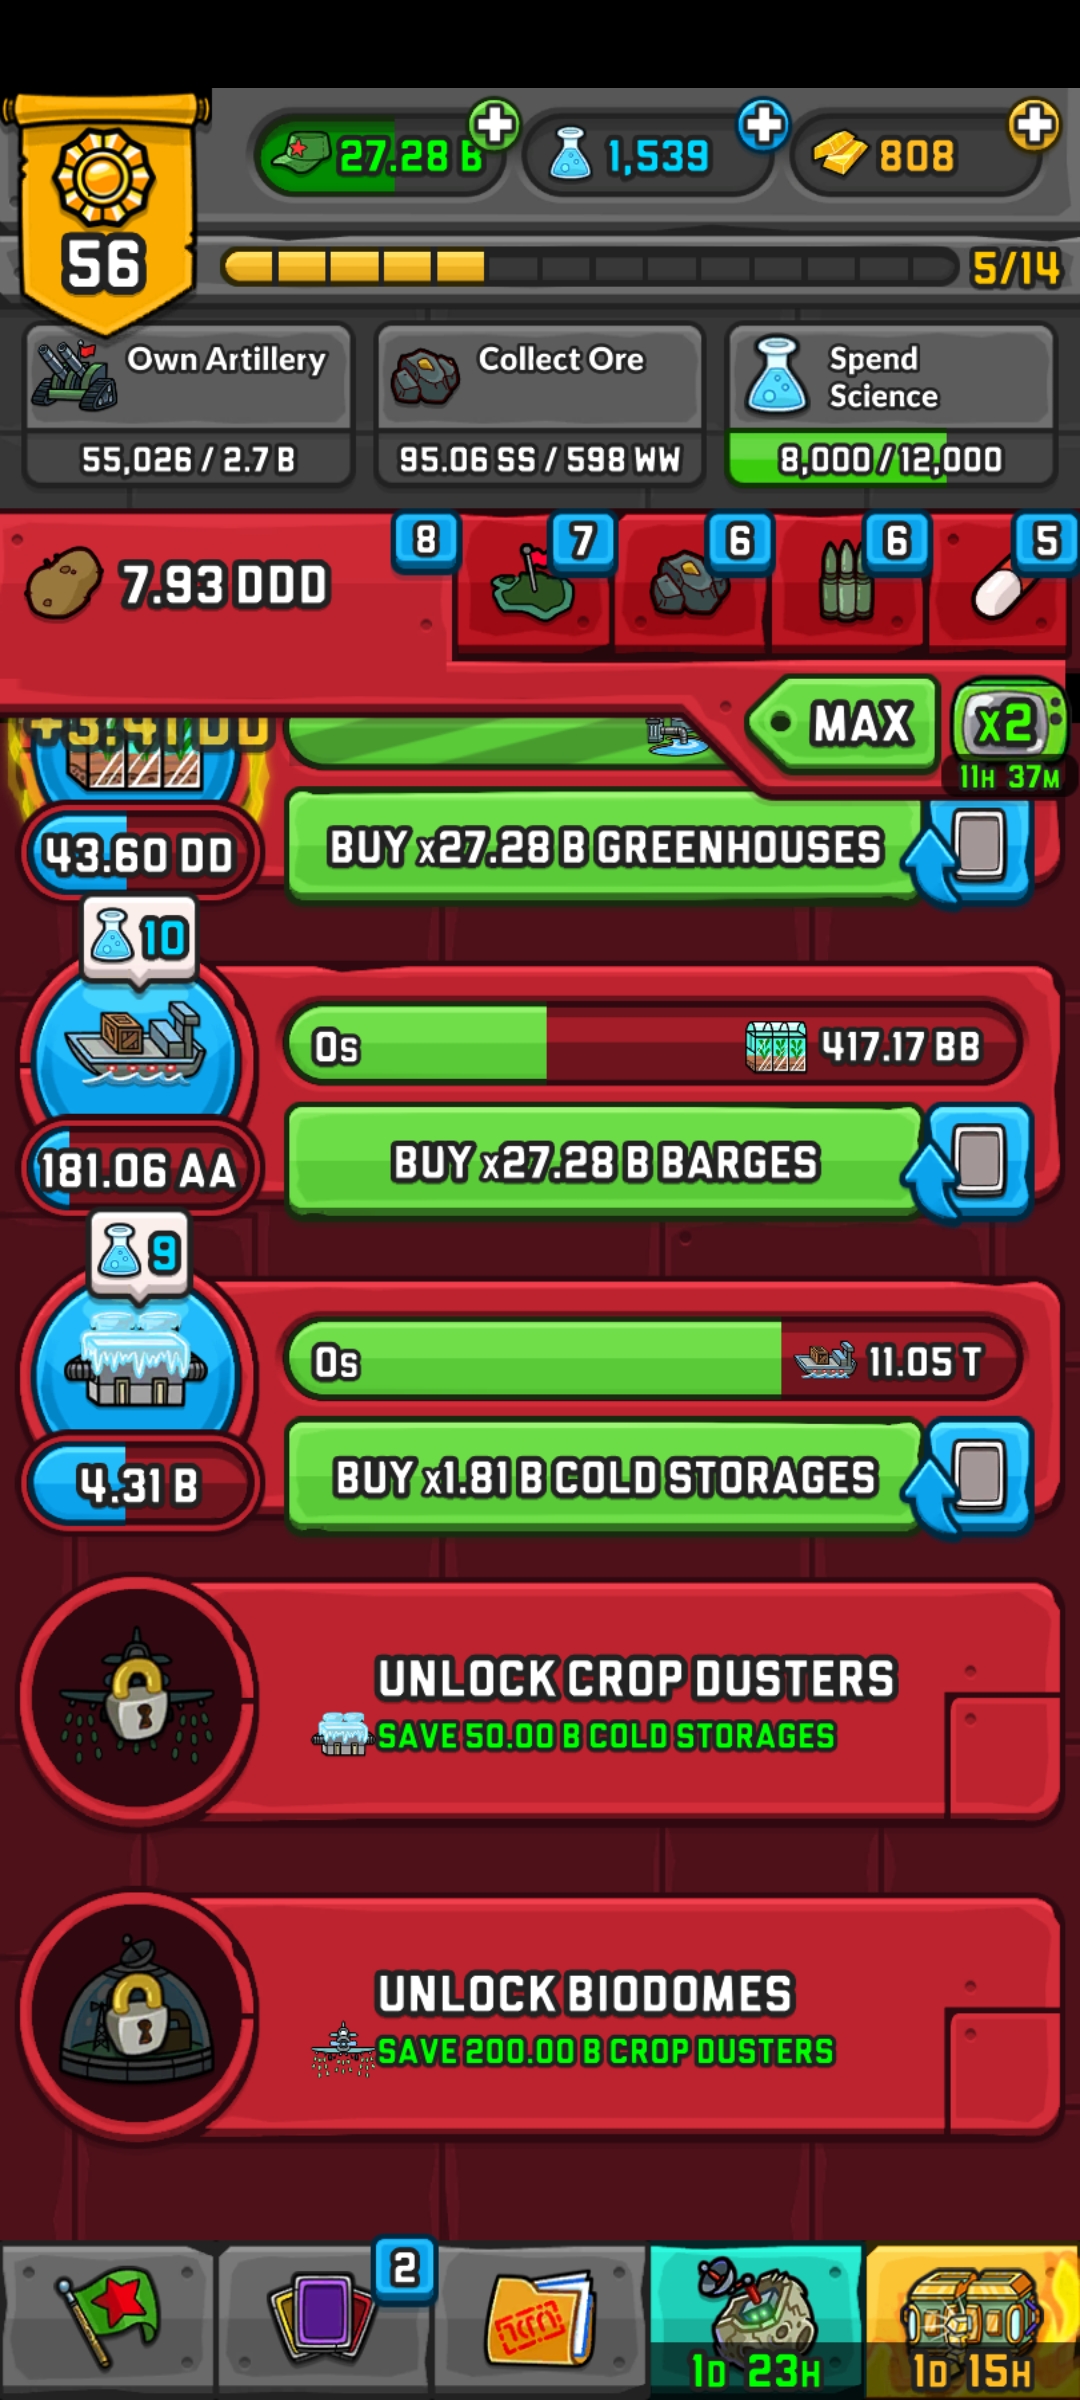 27.28 B
1,539
808
56
5/14
Own Artillery
55,026 / 2.7 B
Collect Ore
95.06 SS / 598 WW
Spend
Science
8,000 / 12,000
7.93 DDD
8
7
6
6
5
MAX
x2
11H 37M
+3.41 DD
43.60 DD
BUY x27.28 B GREENHOUSES
10
0s
417.17 BB
181.06 AA
BUY x27.28 B BARGES
9
0s
11.05 T
4.31 B
BUY x1.81 B COLD STORAGES
UNLOCK CROP DUSTERS
SAVE 50.00 B COLD STORAGES
UNLOCK BIODOMES
SAVE 200.00 B CROP DUSTERS
2
1D 23H
1D 15H